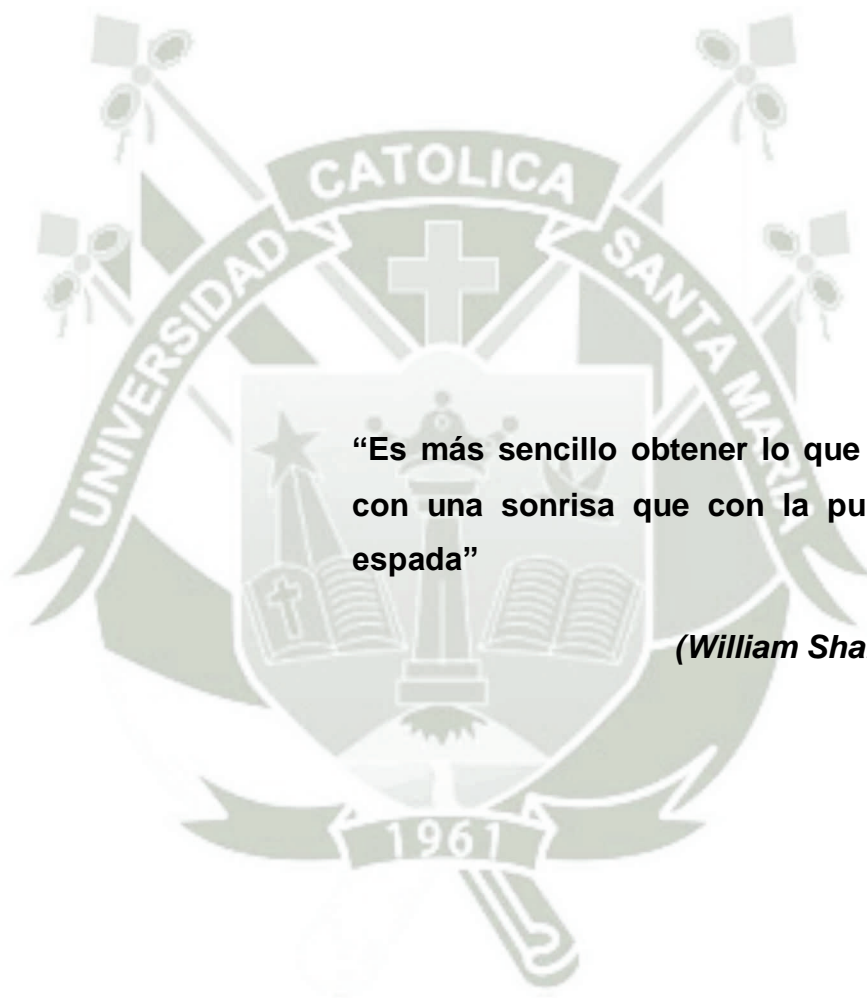 UNIVERSIDAD CATOLICA SANTA MARIA
“Es más sencillo obtener lo que
con una sonrisa que con la pu
espada”
(William Sha
1961